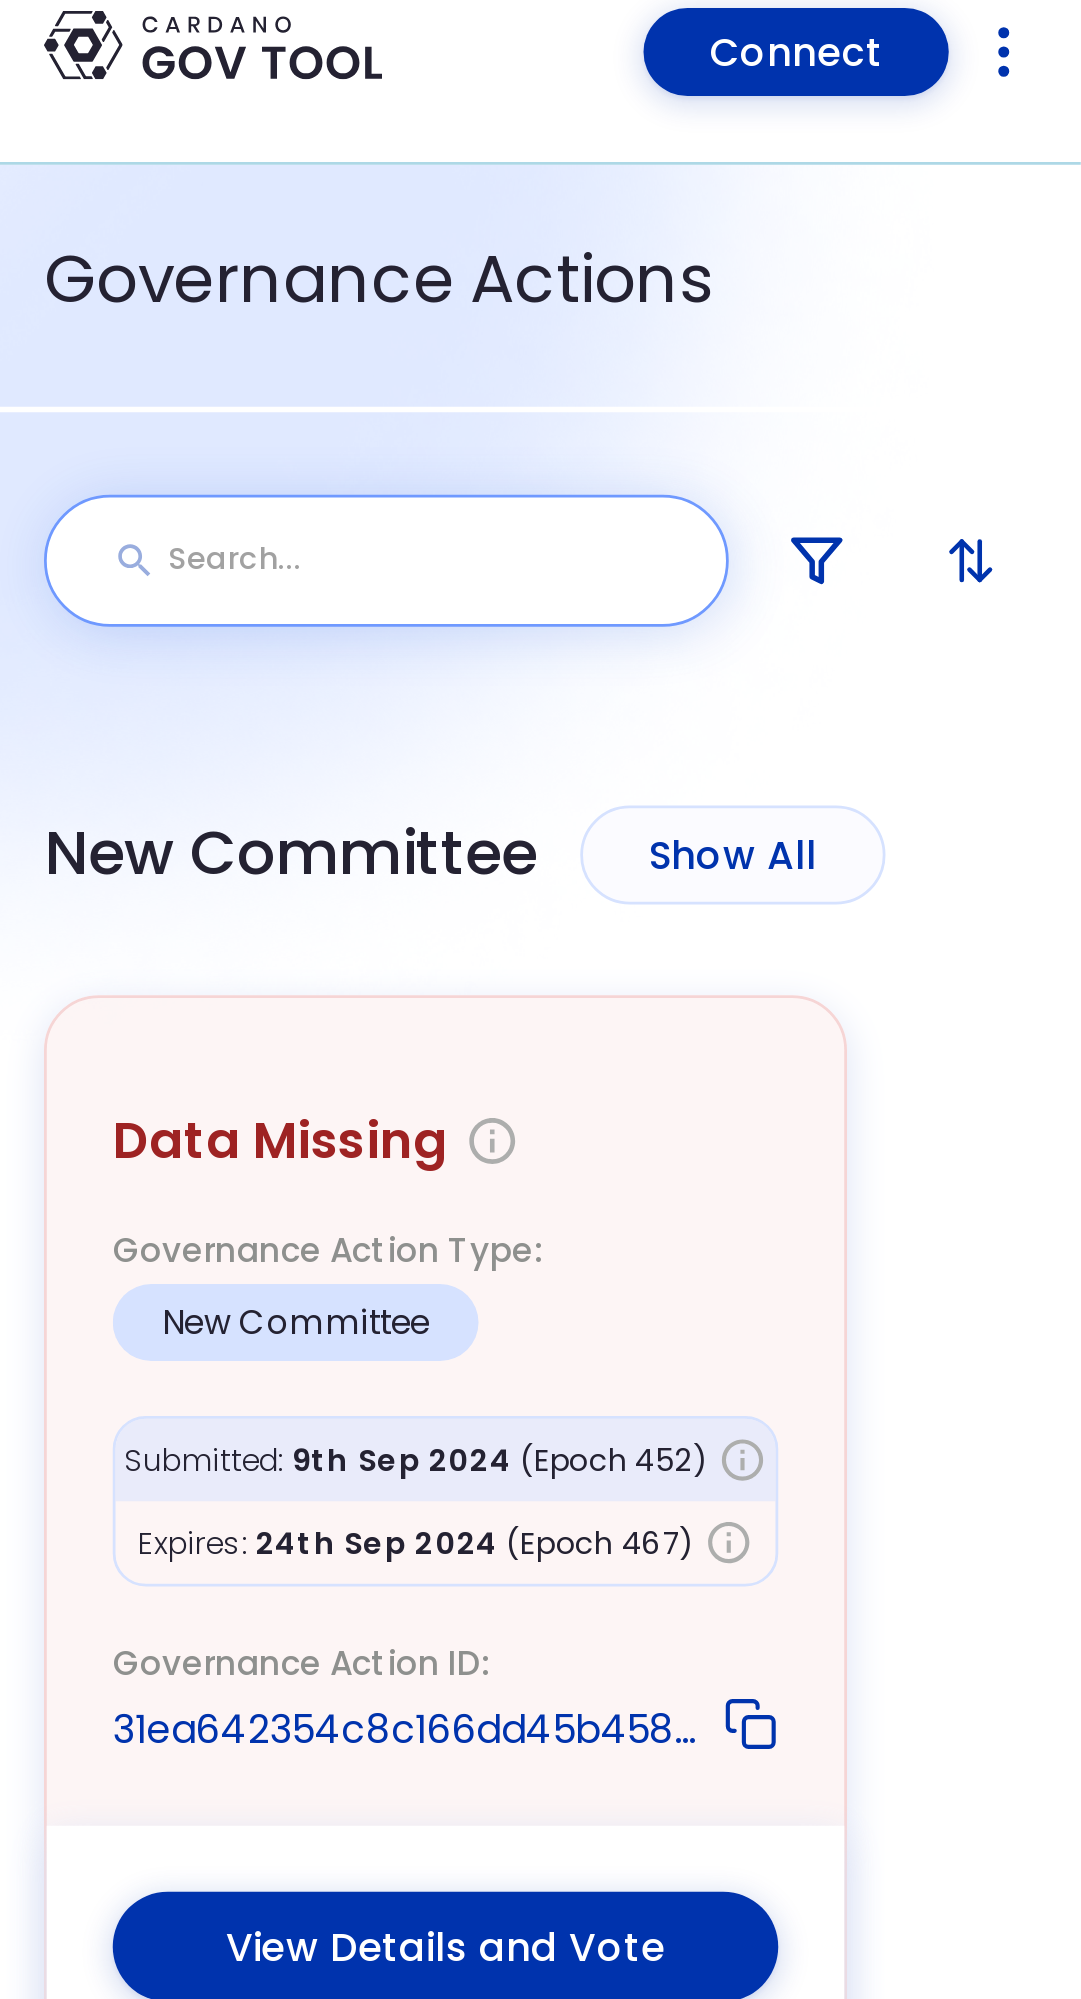 CARDANO
GOV TOOL
Connect
Governance Actions
Search...
New Committee
Show All
Data Missing
Governance Action Type:
New Committee
Submitted: 9th Sep 2024 (Epoch 452)
Expires: 24th Sep 2024 (Epoch 467)
Governance Action ID:
31ea642354c8c166dd45b458...
View Details and Vote